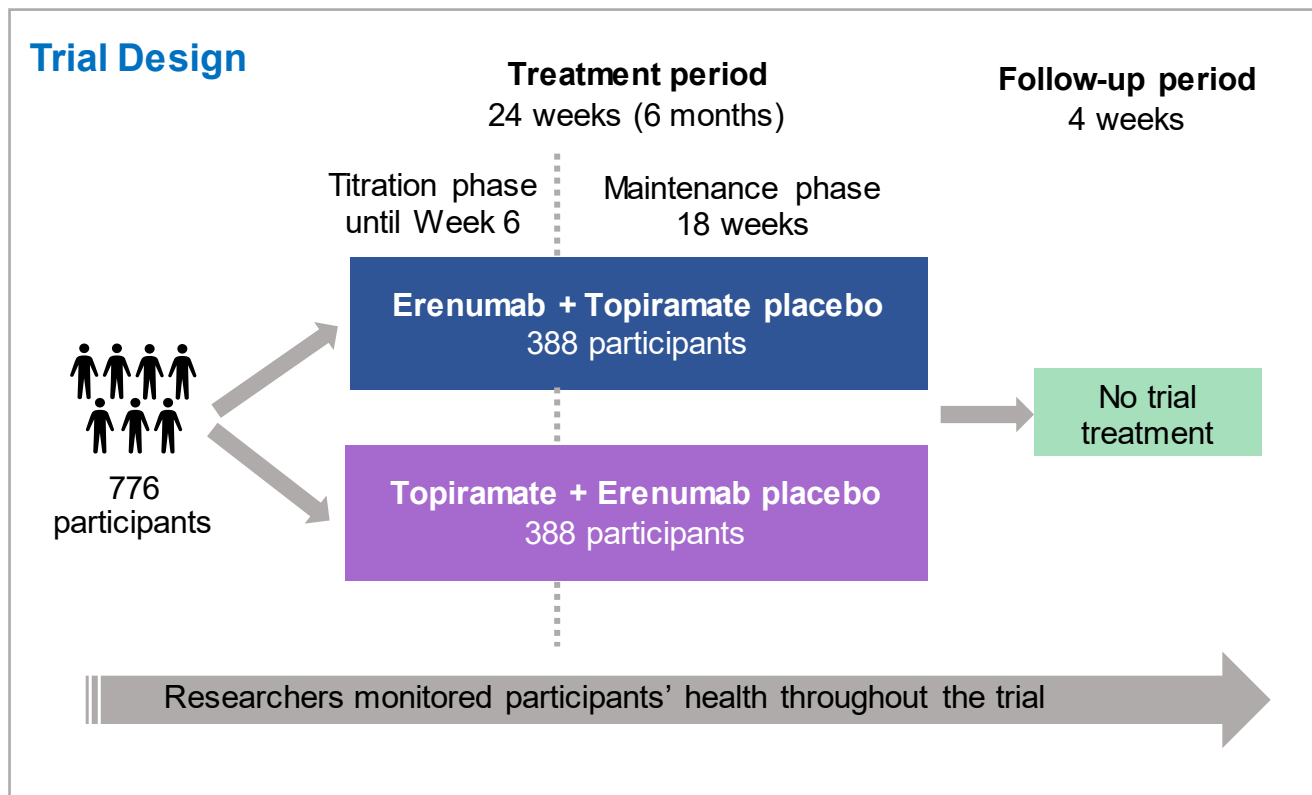 Trial Design
Treatment period
24 weeks (6 months)
Follow-up period
4 weeks
Titration phase
until Week 6
Maintenance phase
18 weeks
Erenumab + Topiramate placebo
388 participants
776
participants
Topiramate + Erenumab placebo
388 participants
No trial
treatment
Researchers monitored participants’ health throughout the trial